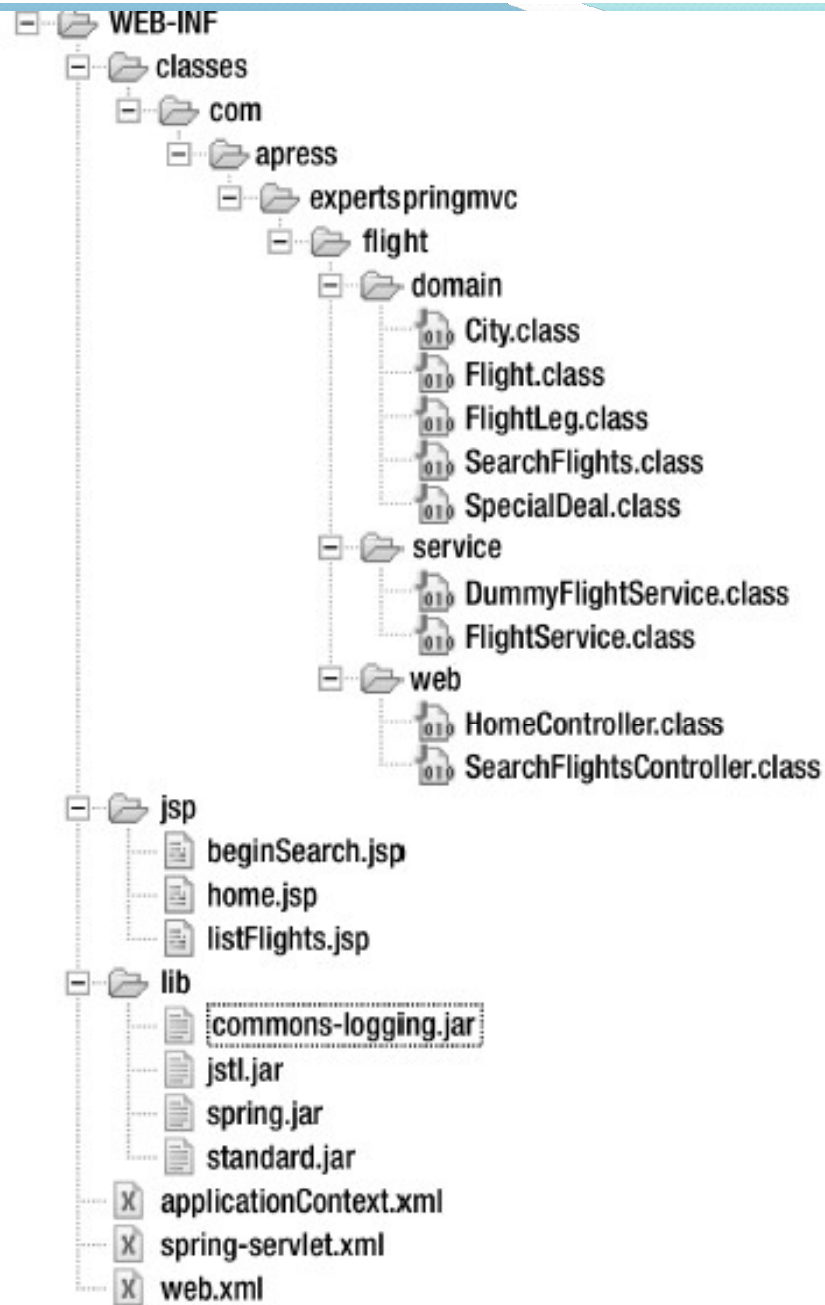 WEB-INF
classes
com
apress
expertspringmvc
flight
domain
City.class
Flight.class
FlightLeg.class
SearchFlights.class
SpecialDeal.class
service
DummyFlightService.class
FlightService.class
web
HomeController.class
SearchFlightsController.class
jsp
beginSearch.jsp
home.jsp
listFlights.jsp
lib
commons-logging.jar
jstl.jar
spring.jar
standard.jar
applicationContext.xml
spring-servlet.xml
web.xml